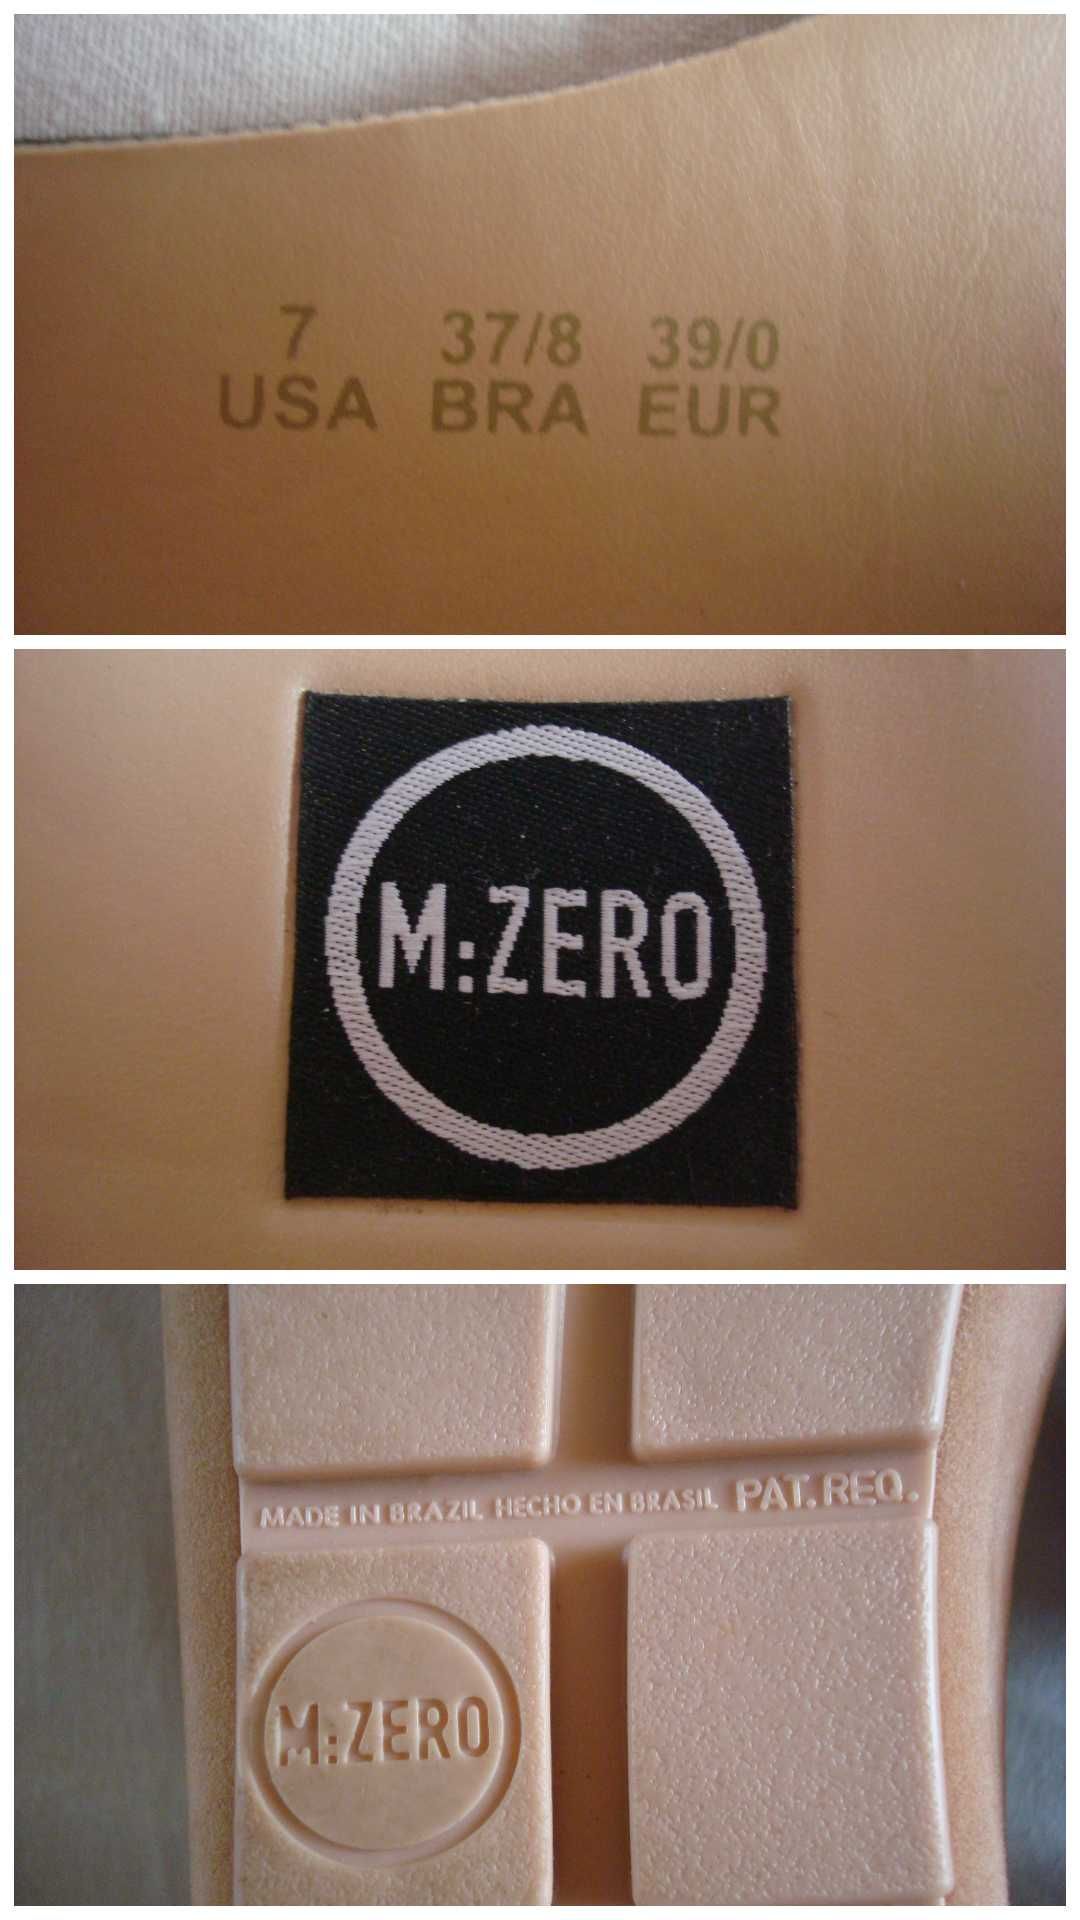 7 37/8 39/0
USA BRA EUR
M:ZERO
MADE IN BRAZIL HECHO EN BRASIL PAT. REQ.
M:ZERO